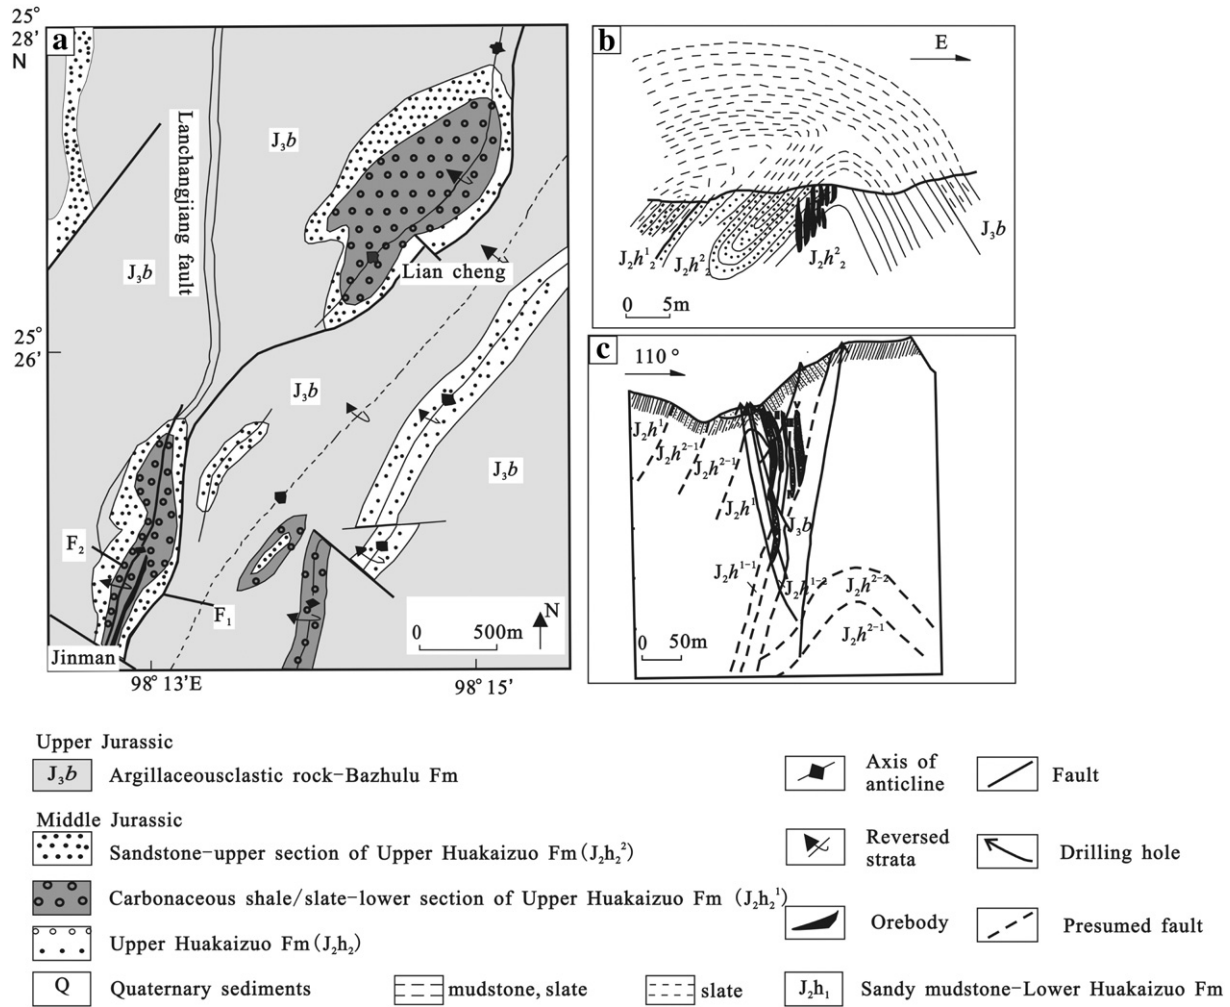 25°
28'
N
a
J₃b
Lanchangjiang fault
J₃b
Lian cheng
25°
26'
J₃b
J₃b
F₂
F₁
Jinman
0 500m
N
98° 13'E
98° 15'
b
E
J₂h¹₂
J₂h²₂
J₂h²₂
J₃b
0 5m
c
110°
J₂h¹
J₂h²⁻¹
J₂h²⁻¹
J₂h¹
J₃b
J₂h¹⁻¹
J₂h¹⁻²
J₂h²⁻²
J₂h²⁻¹
0 50m
Upper Jurassic
J₃b Argillaceousclastic rock-Bazhulu Fm
Middle Jurassic
Sandstone-upper section of Upper Huakaizuo Fm(J₂h₂²)
Carbonaceous shale/slate-lower section of Upper Huakaizuo Fm (J₂h₂¹)
Upper Huakaizuo Fm(J₂h₂)
Q Quaternary sediments
mudstone, slate
slate
Axis of
anticline
Fault
Reversed
strata
Drilling hole
Orebody
Presumed fault
J₂h₁ Sandy mudstone-Lower Huakaizuo Fm